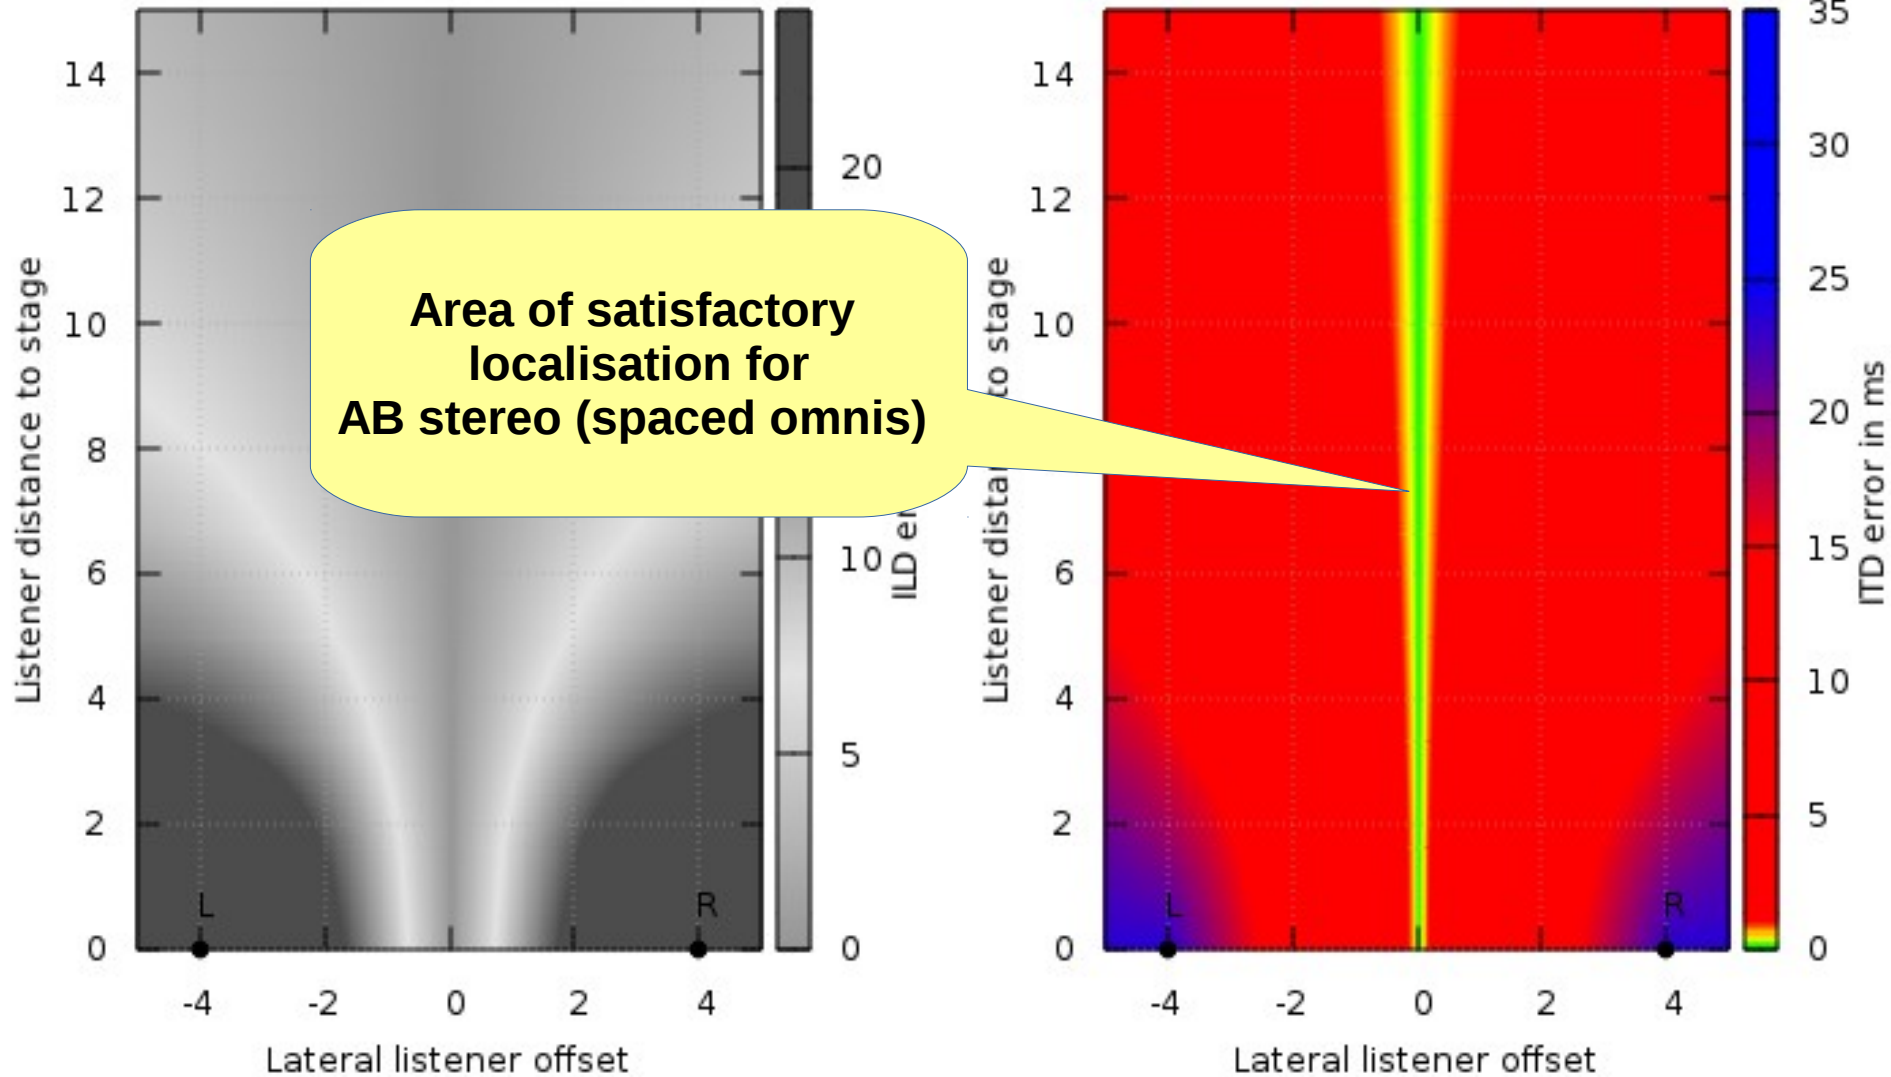 14
12
10
8
6
4
2
0
Listener distance to stage
-4
-2
0
2
4
Lateral listener offset
L
R
20
10
5
0
ILD
Area of satisfactory
localisation for
AB stereo (spaced omnis)
14
12
10
8
6
4
2
0
Listener to stage
-4
-2
0
2
4
Lateral listener offset
L
R
35
30
25
20
15
10
5
0
ITD error in ms